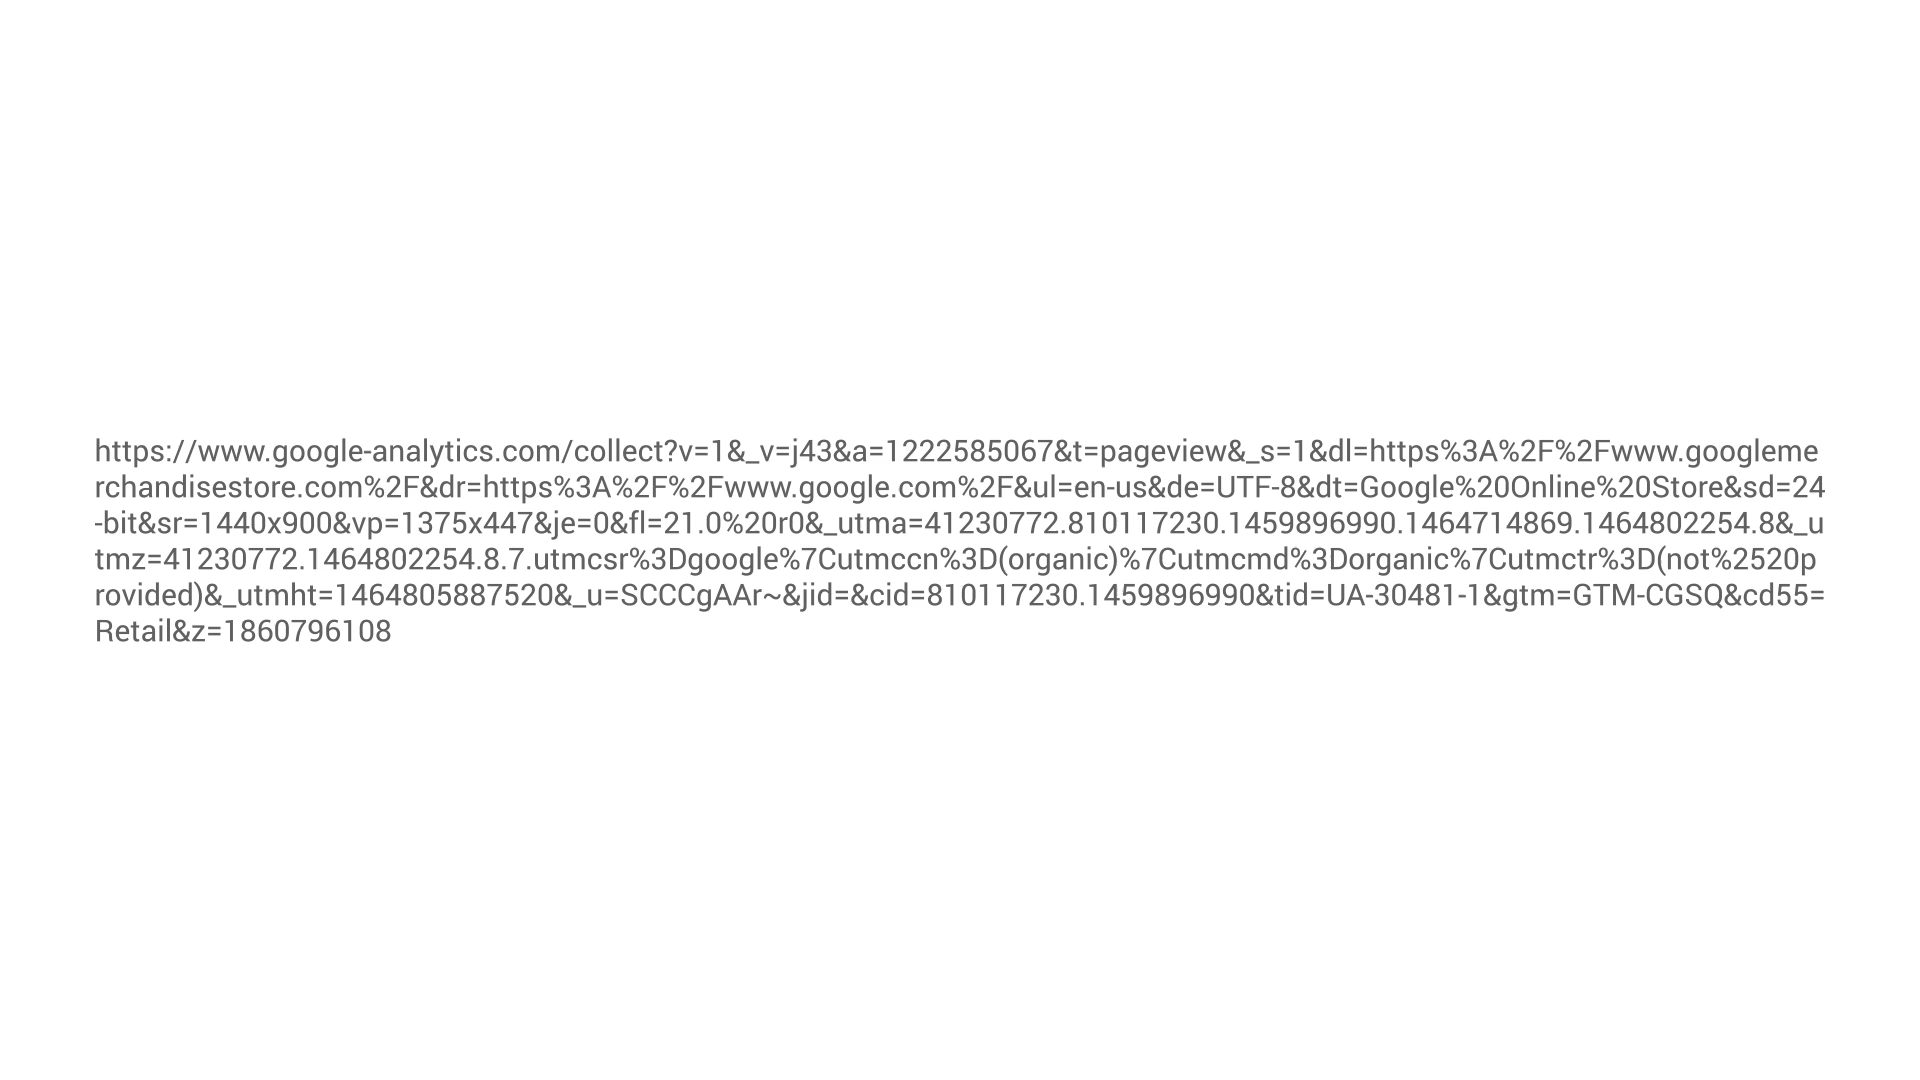 https://www.google-analytics.com/collect?v=1&_v=j43&a=1222585067&t=pageview&_s=1&dl=https%3A%2F%2Fwww.googleme
rchandisestore.com%2F&dr=https%3A%2F%2Fwww.google.com%2F&ul=en-us&de=UTF-8&dt=Google%20Online%20Store&sd=24
-bit&sr=1440x900&vp=1375x447&je=0&fl=21.0%20r0&_utma=41230772.810117230.1459896990.1464714869.1464802254.8&_u
tmz=41230772.1464802254.8.7.utmcsr%3Dgoogle%7Cutmccn%3D(organic)%7Cutmcmd%3Dorganic%7Cutmctr%3D(not%2520p
rovided)&_utmht=1464805887520&_u=SCCCgAAr~&jid=&cid=810117230.1459896990&tid=UA-30481-1&gtm=GTM-CGSQ&cd55=
Retail&z=1860796108